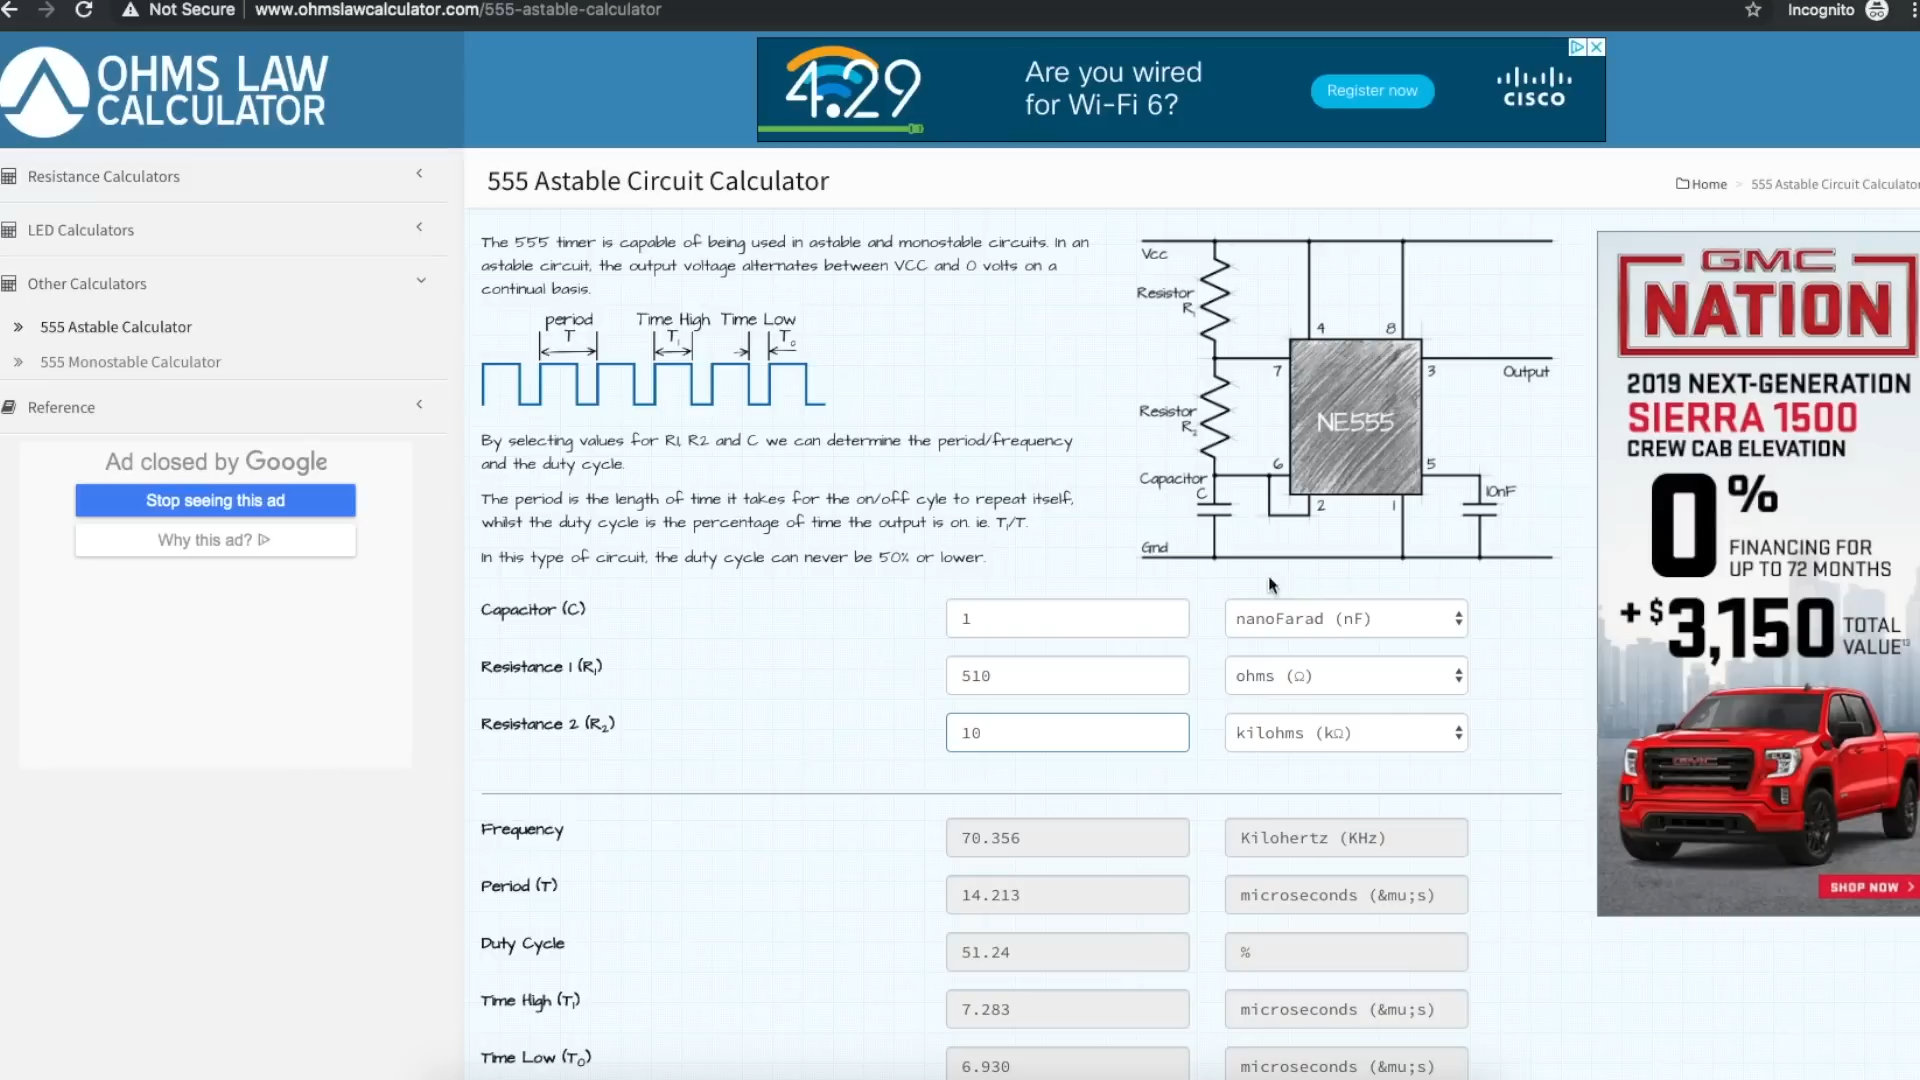 Not Secure
www.ohmslawcalculator.com/555-astable-calculator
Incognito
OHMS LAW
CALCULATOR
4.29
Are you wired
for Wi-Fi 6?
Register now
CISCO
Resistance Calculators
LED Calculators
Other Calculators
555 Astable Calculator
555 Monostable Calculator
Reference
Ad closed by Google
Stop seeing this ad
Why this ad?
555 Astable Circuit Calculator
Home > 555 Astable Circuit Calculator
The 555 timer is capable of being used in astable and monostable circuits. In an
astable circuit, the output voltage alternates between VCC and 0 volts on a
continual basis.
period Time High Time Low
T T₁ T₀
By selecting values for R1, R2 and C we can determine the period/frequency
and the duty cycle.
The period is the length of time it takes for the on/off cyle to repeat itself,
whilst the duty cycle is the percentage of time the output is on. ie. T₁/T.
In this type of circuit, the duty cycle can never be 50% or lower.
Vcc
Resistor
R₁
4 8
7 3
Output
Resistor
R₂
NE555
6 5
Capacitor
C
2 1
10nF
Gnd
Capacitor (C)
1
nanoFarad (nF)
Resistance 1 (R₁)
510
ohms (Ω)
Resistance 2 (R₂)
10
kilohms (kΩ)
Frequency
70.356
Kilohertz (KHz)
Period (T)
14.213
microseconds (&mu;s)
Duty Cycle
51.24
%
Time High (T₁)
7.283
microseconds (&mu;s)
Time Low (T₀)
6.930
microseconds (&mu;s)
GMC
NATION
2019 NEXT-GENERATION
SIERRA 1500
CREW CAB ELEVATION
0%
FINANCING FOR
UP TO 72 MONTHS
+ $3,150 TOTAL
VALUE
SHOP NOW